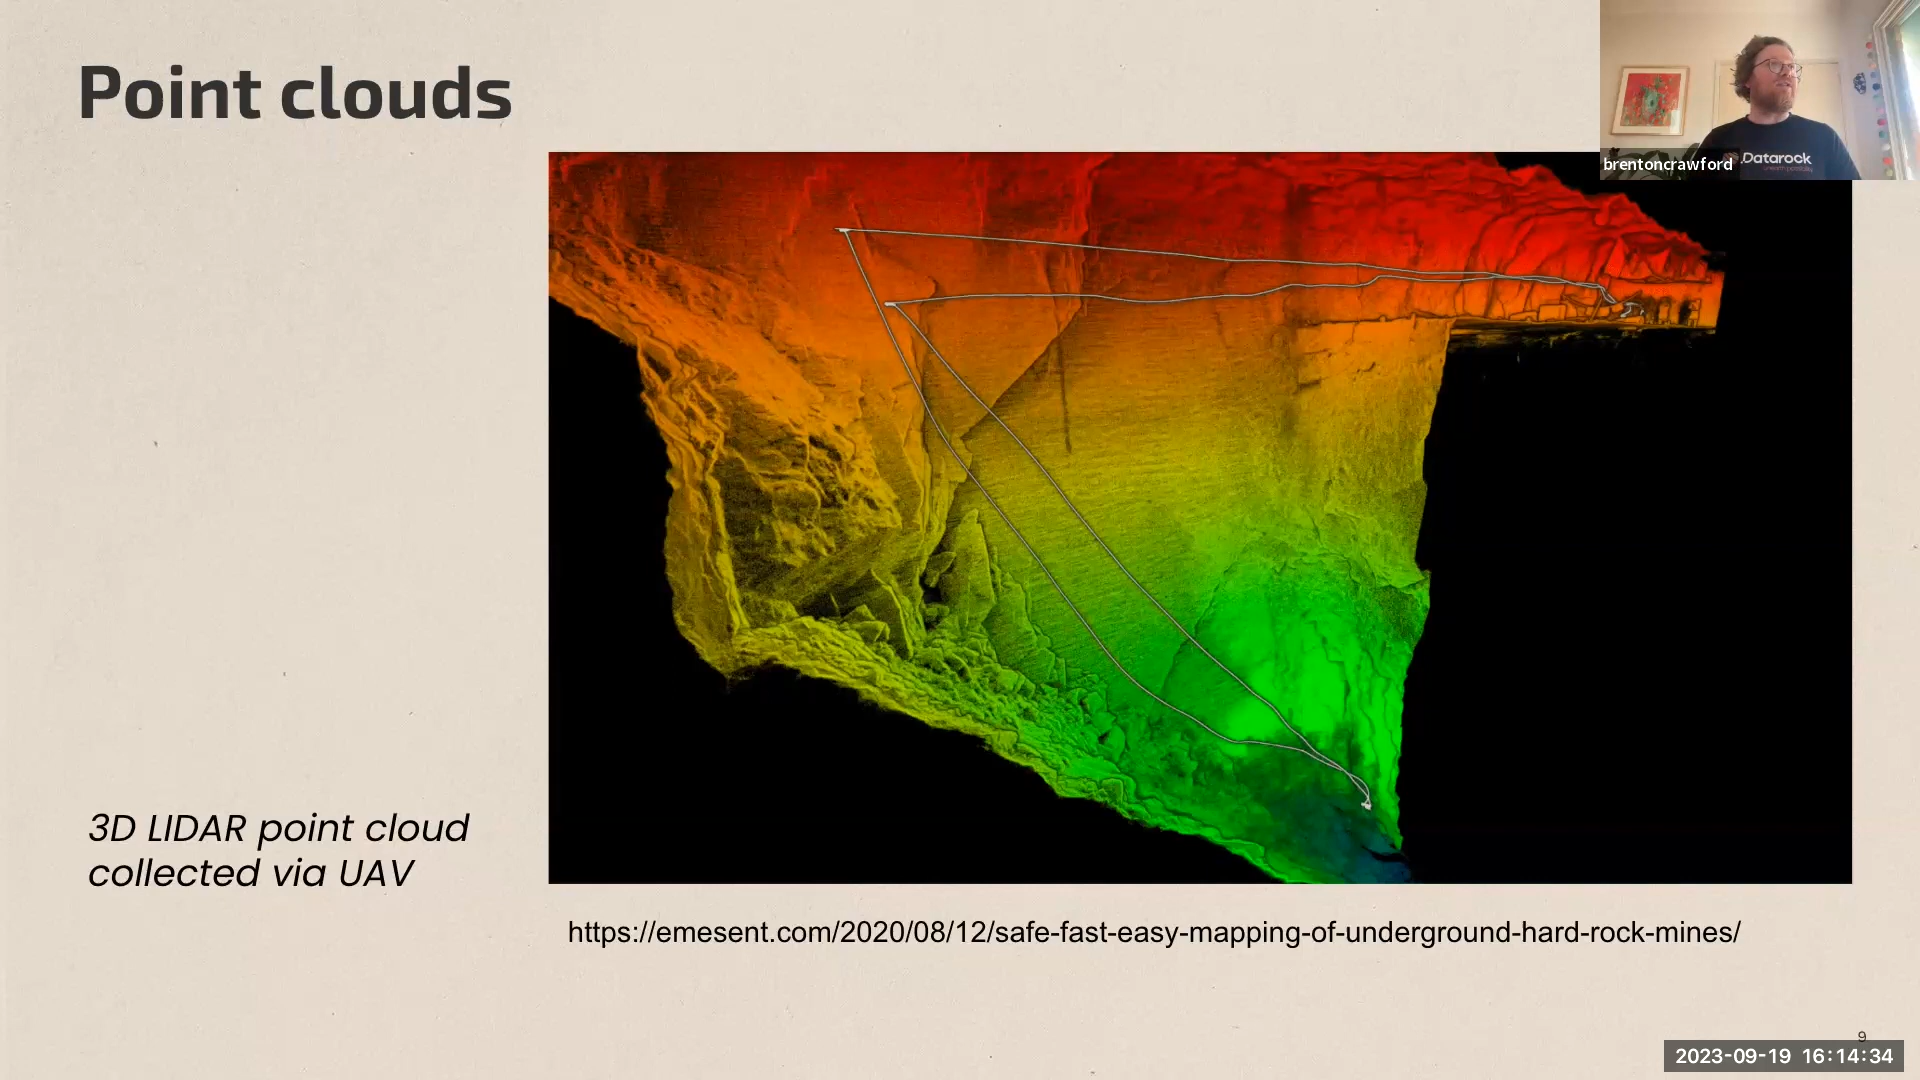 Point clouds
brentoncrawford
Datarock
3D LIDAR point cloud
collected via UAV
https://emesent.com/2020/08/12/safe-fast-easy-mapping-of-underground-hard-rock-mines/
9
2023-09-19 16:14:34